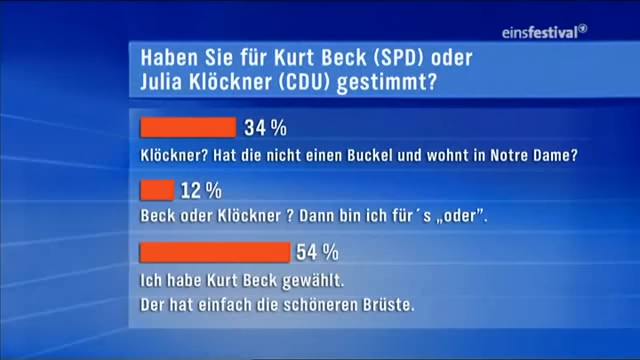 einsfestival
Haben Sie für Kurt Beck (SPD) oder
Julia Klöckner (CDU) gestimmt?
34 %
Klöckner? Hat die nicht einen Buckel und wohnt in Notre Dame?
12 %
Beck oder Klöckner ? Dann bin ich für´s „oder”.
54 %
Ich habe Kurt Beck gewählt.
Der hat einfach die schöneren Brüste.